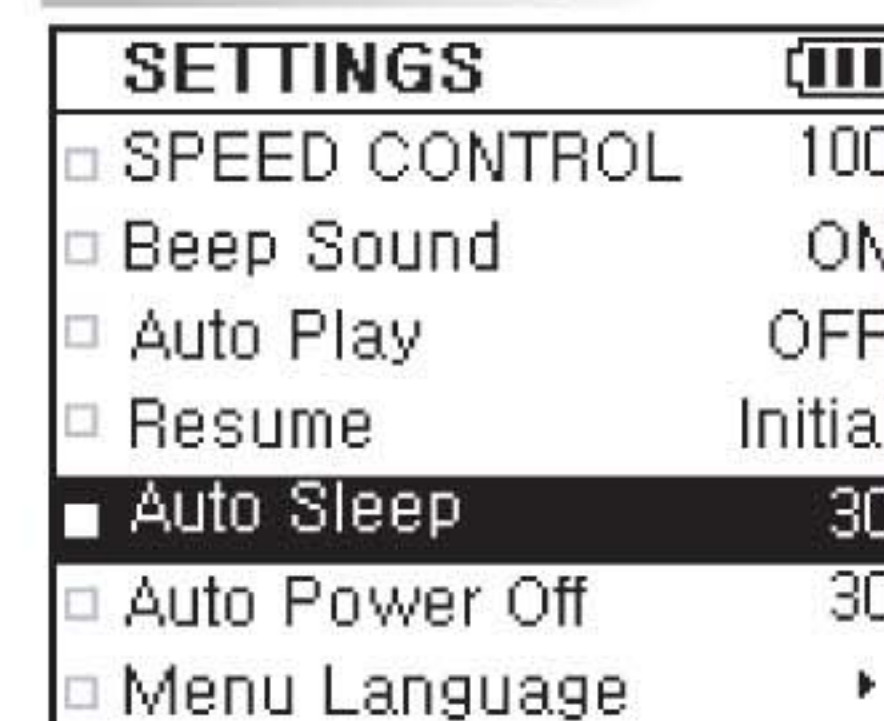 SETTINGS
SPEED CONTROL 100
Beep Sound ON
Auto Play OFF
Resume Initia
Auto Sleep 30
Auto Power Off 30
Menu Language